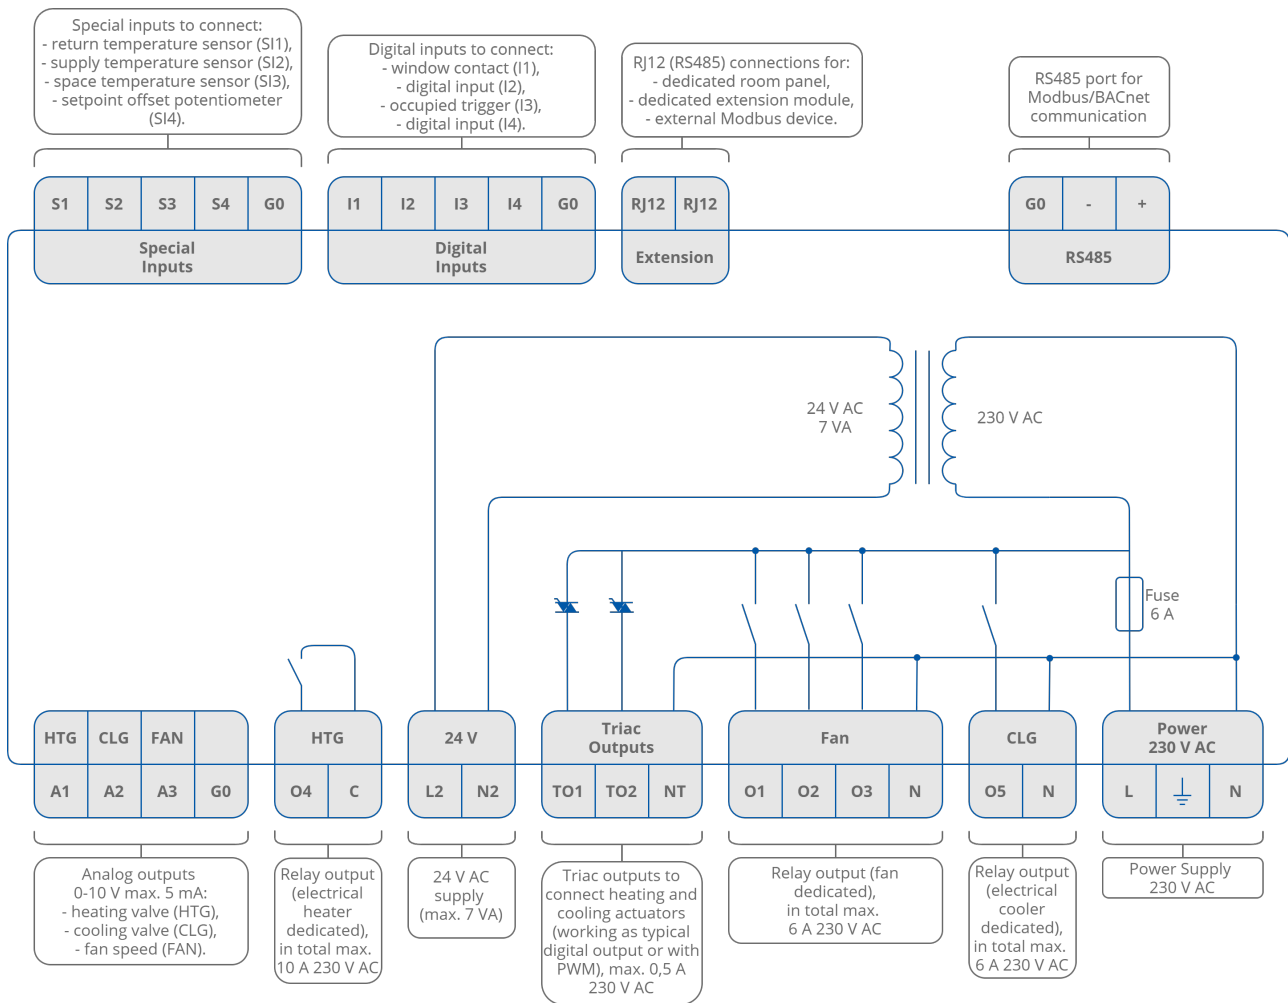 Special inputs to connect:
- return temperature sensor (SI1),
- supply temperature sensor (SI2),
- space temperature sensor (SI3),
- setpoint offset potentiometer
(SI4).
Digital inputs to connect:
- window contact (I1),
- digital input (I2),
- occupied trigger (I3),
- digital input (I4).
RJ12 (RS485) connections for:
- dedicated room panel,
- dedicated extension module,
- external Modbus device.
RS485 port for
Modbus/BACnet
communication
S1 S2 S3 S4 G0
Special
Inputs
I1 I2 I3 I4 G0
Digital
Inputs
RJ12 RJ12
Extension
G0 - +
RS485
24 V AC
7 VA
230 V AC
Fuse
6 A
HTG CLG FAN
A1 A2 A3 G0
HTG
O4 C
24 V
L2 N2
Triac
Outputs
TO1 TO2 NT
Fan
O1 O2 O3 N
CLG
O5 N
Power
230 V AC
L N
Analog outputs
0-10 V max. 5 mA:
- heating valve (HTG),
- cooling valve (CLG),
- fan speed (FAN).
Relay output
(electrical
heater
dedicated),
in total max.
10 A 230 V AC
24 V AC
supply
(max. 7 VA)
Triac outputs to
connect heating and
cooling actuators
(working as typical
digital output or with
PWM), max. 0,5 A
230 V AC
Relay output (fan
dedicated),
in total max.
6 A 230 V AC
Relay output
(electrical
cooler
dedicated),
in total max.
6 A 230 V AC
Power Supply
230 V AC